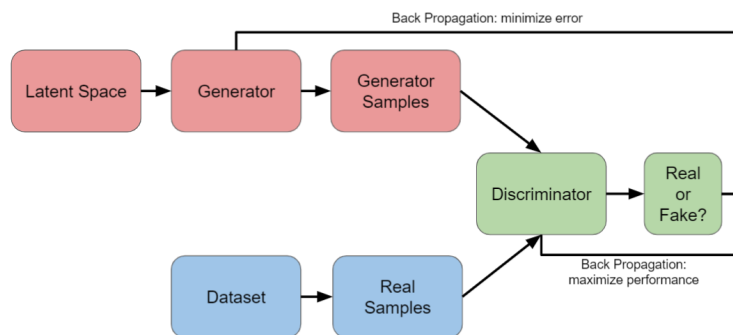 Back Propagation: minimize error
Latent Space
Generator
Generator
Samples
Discriminator
Real
or
Fake?
Back Propagation:
maximize performance
Dataset
Real
Samples